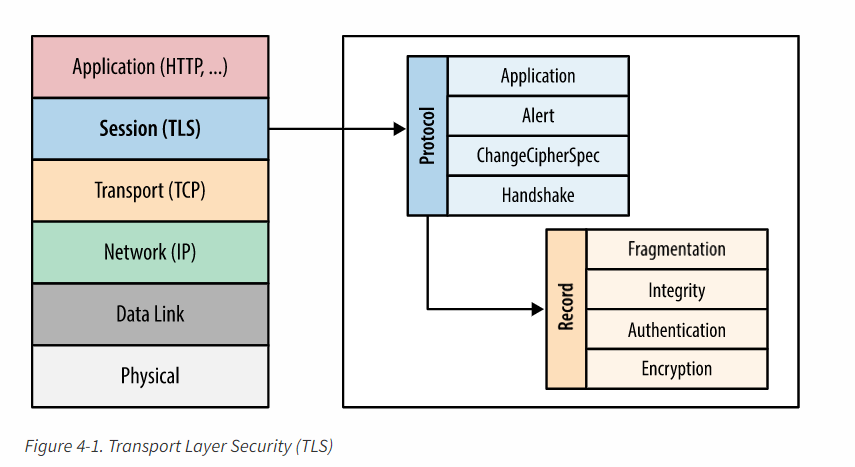 Application (HTTP, ...)
Session (TLS)
Transport (TCP)
Network (IP)
Data Link
Physical
Protocol
Application
Alert
ChangeCipherSpec
Handshake
Record
Fragmentation
Integrity
Authentication
Encryption
Figure 4-1. Transport Layer Security (TLS)